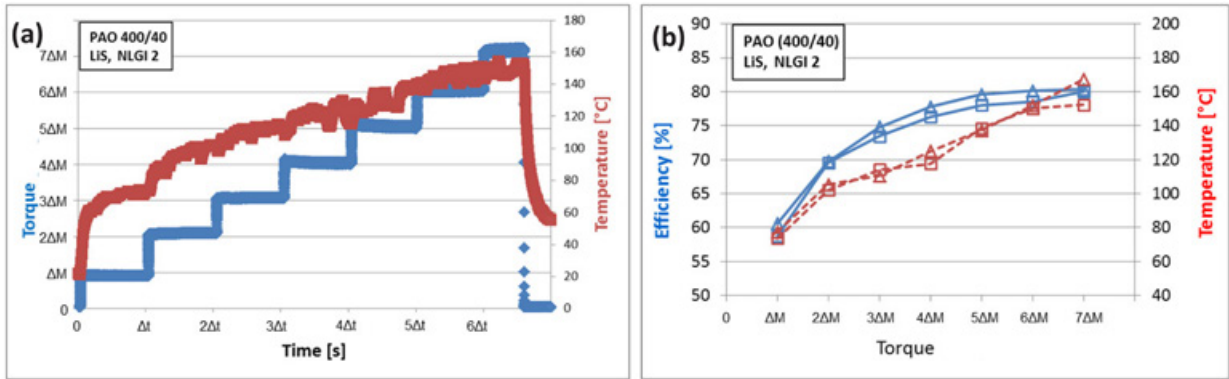 (a)
PAO 400/40
LiS, NLGI 2
Torque
7ΔM
6ΔM
5ΔM
4ΔM
3ΔM
2ΔM
ΔM
0
180
160
140
120
100
80
60
40
20
0
Temperature [°C]
0 Δt 2Δt 3Δt 4Δt 5Δt 6Δt
Time [s]
(b)
PAO (400/40)
LiS, NLGI 2
Efficiency [%]
90
85
80
75
70
65
60
55
50
200
180
160
140
120
100
80
60
40
Temperature [°C]
0 ΔM 2ΔM 3ΔM 4ΔM 5ΔM 6ΔM 7ΔM
Torque